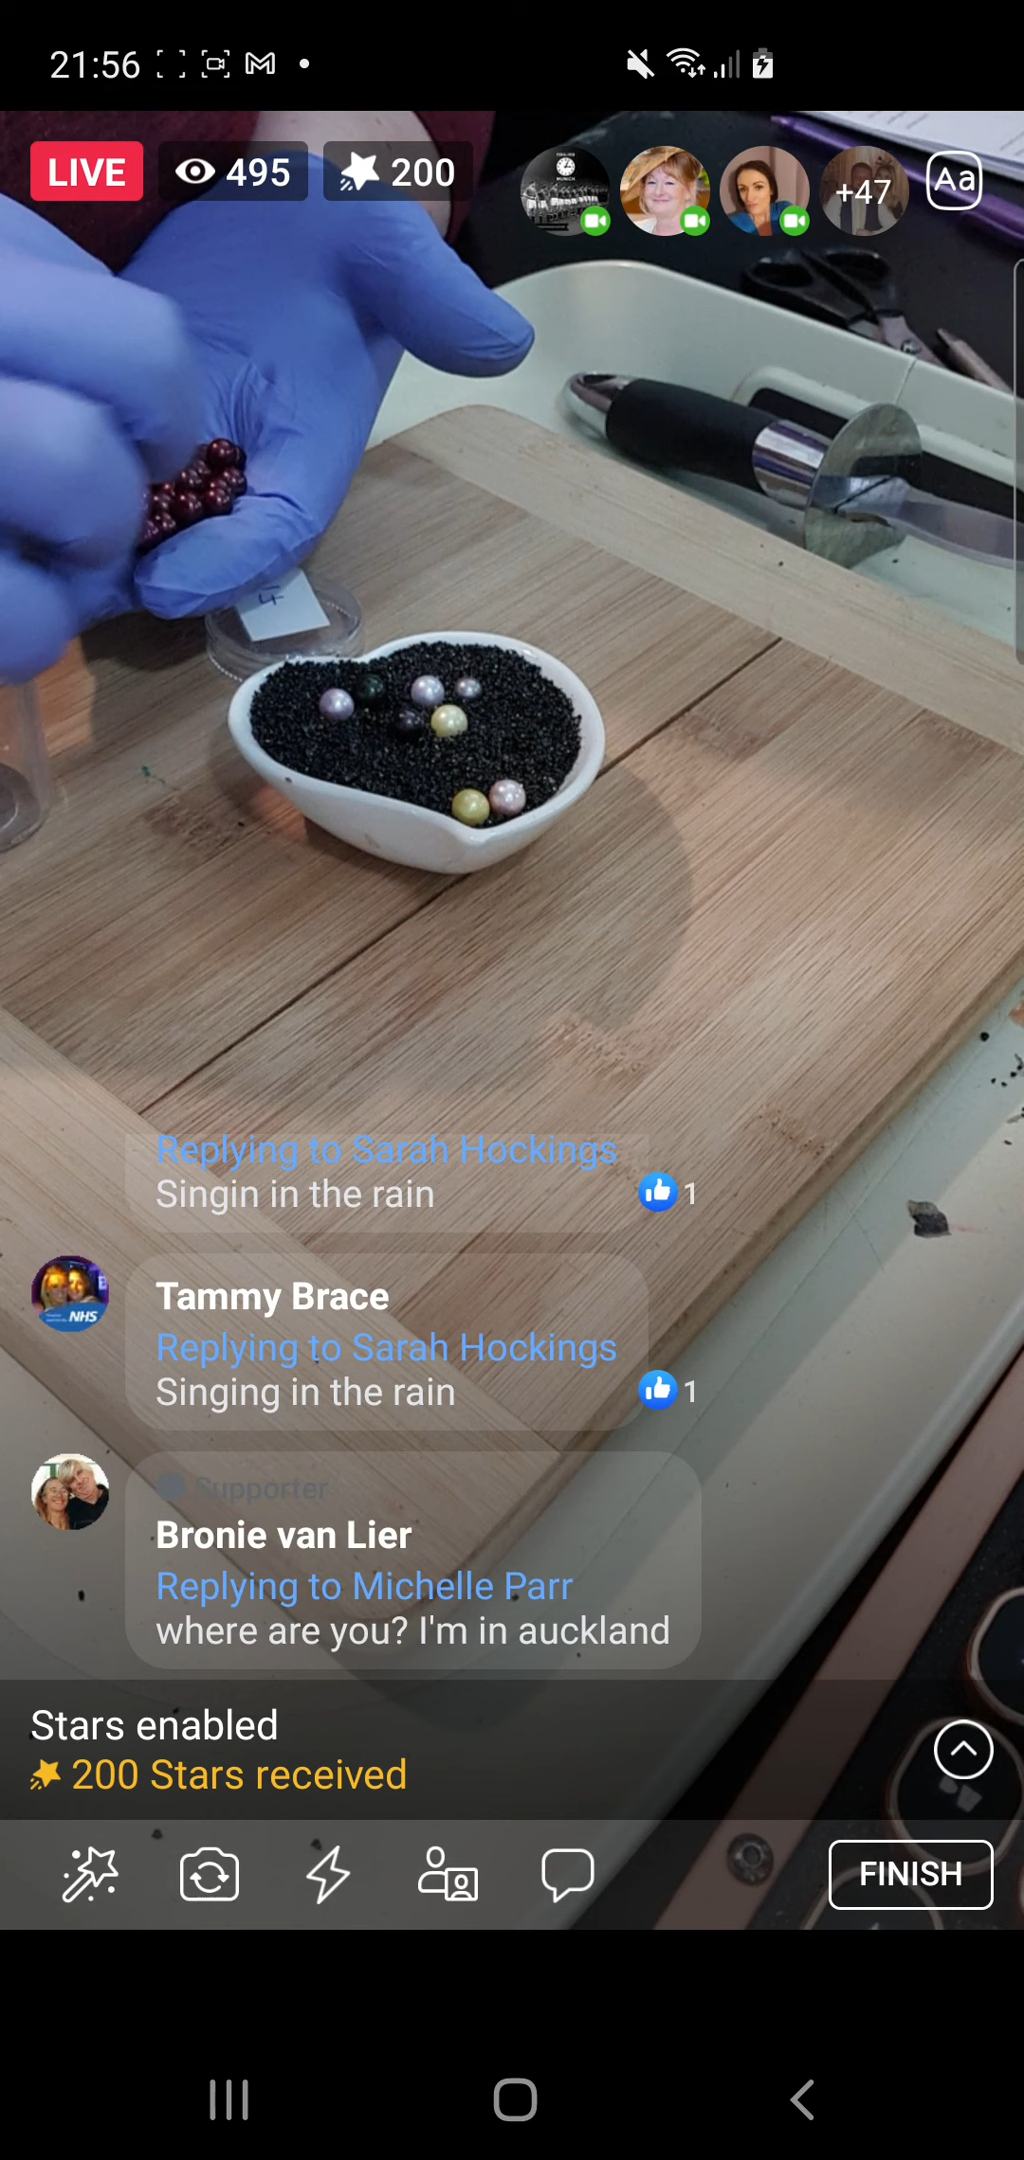 21:56
LIVE 495 200
+47
Aa
Replying to Sarah Hockings
Singin in the rain
1
NHS
Tammy Brace
Replying to Sarah Hockings
Singing in the rain
1
Supporter
Bronie van Lier
Replying to Michelle Parr
where are you? I'm in auckland
Stars enabled
200 Stars received
FINISH